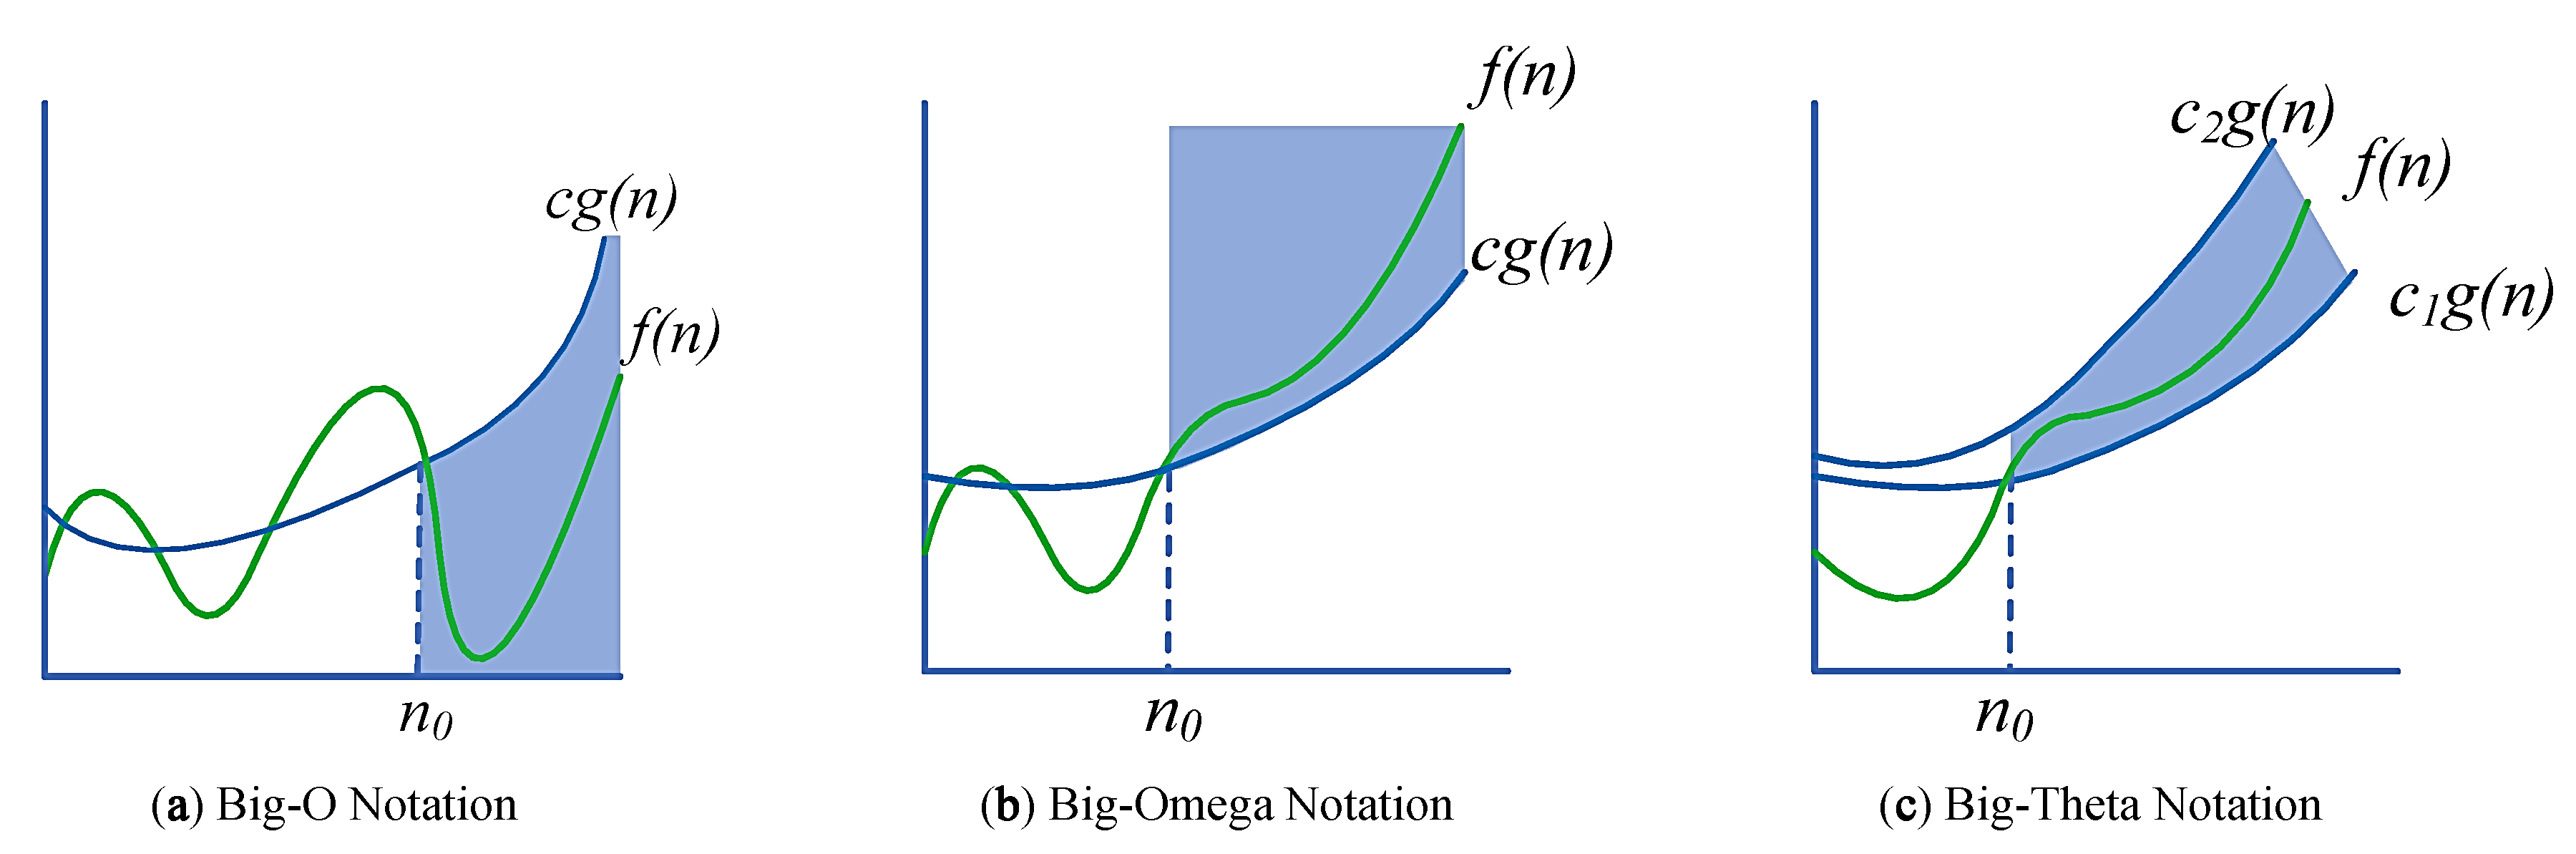 f(n)
c₂g(n)
f(n)
cg(n)
cg(n)
c₁g(n)
f(n)
n₀
n₀
n₀
(a) Big-O Notation
(b) Big-Omega Notation
(c) Big-Theta Notation